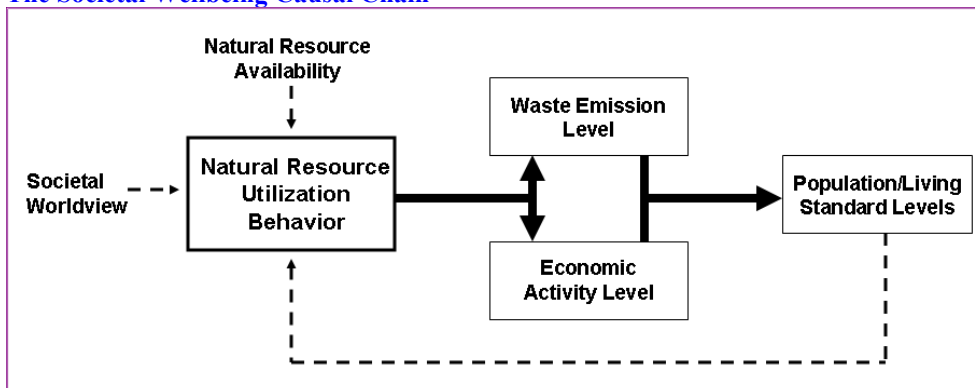 The Societal Wellbeing Causal Chain
Natural Resource
Availability
Societal
Worldview
Natural Resource
Utilization
Behavior
Waste Emission
Level
Economic
Activity Level
Population/Living
Standard Levels